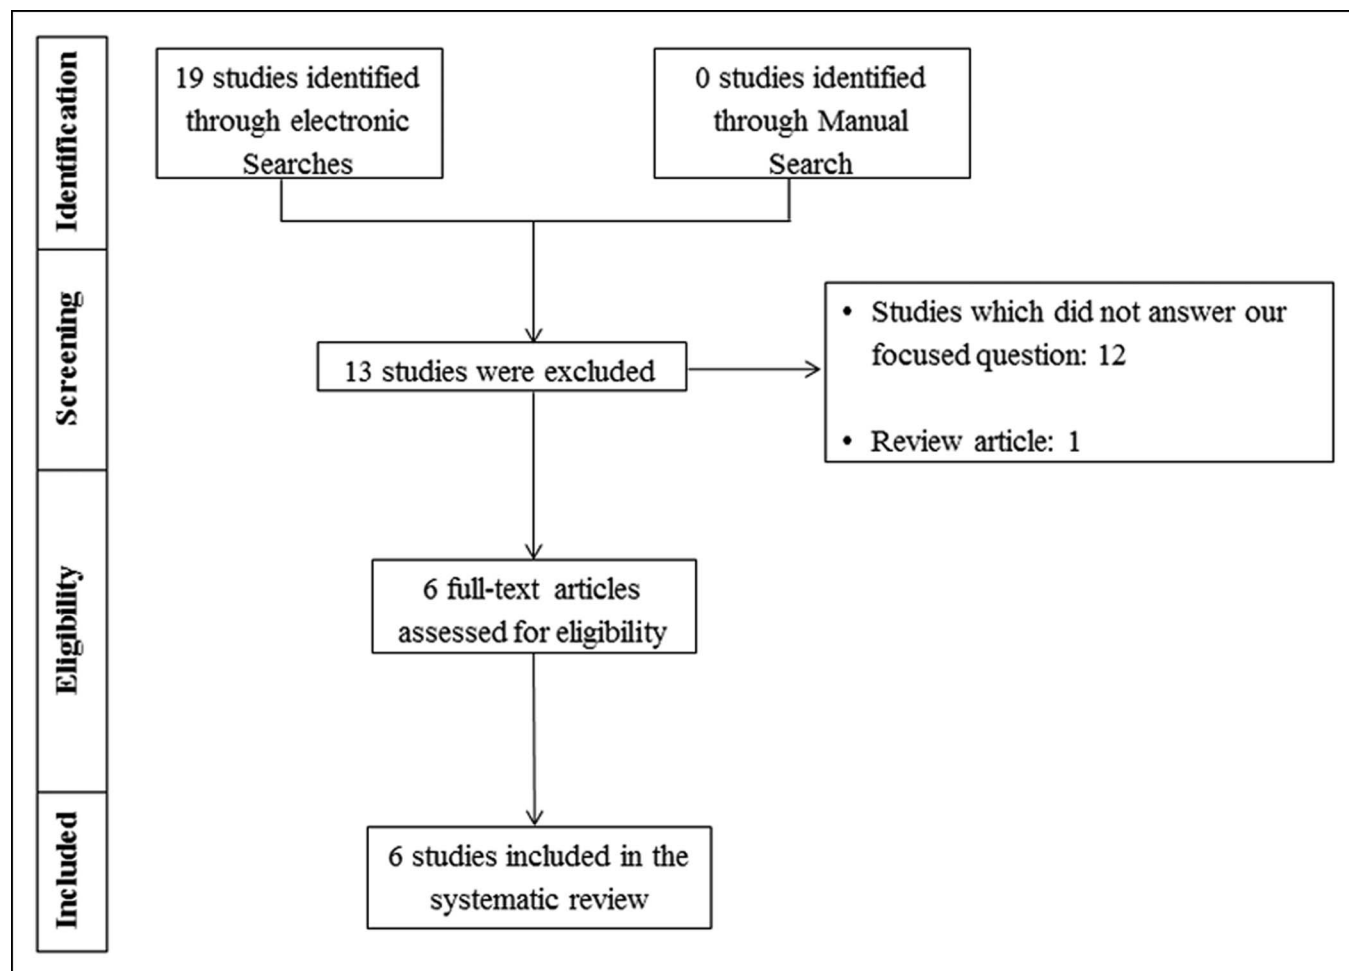 Identification
19 studies identified
through electronic
Searches
0 studies identified
through Manual
Search
Screening
13 studies were excluded
• Studies which did not answer our
focused question: 12
• Review article: 1
Eligibility
6 full-text articles
assessed for eligibility
Included
6 studies included in the
systematic review